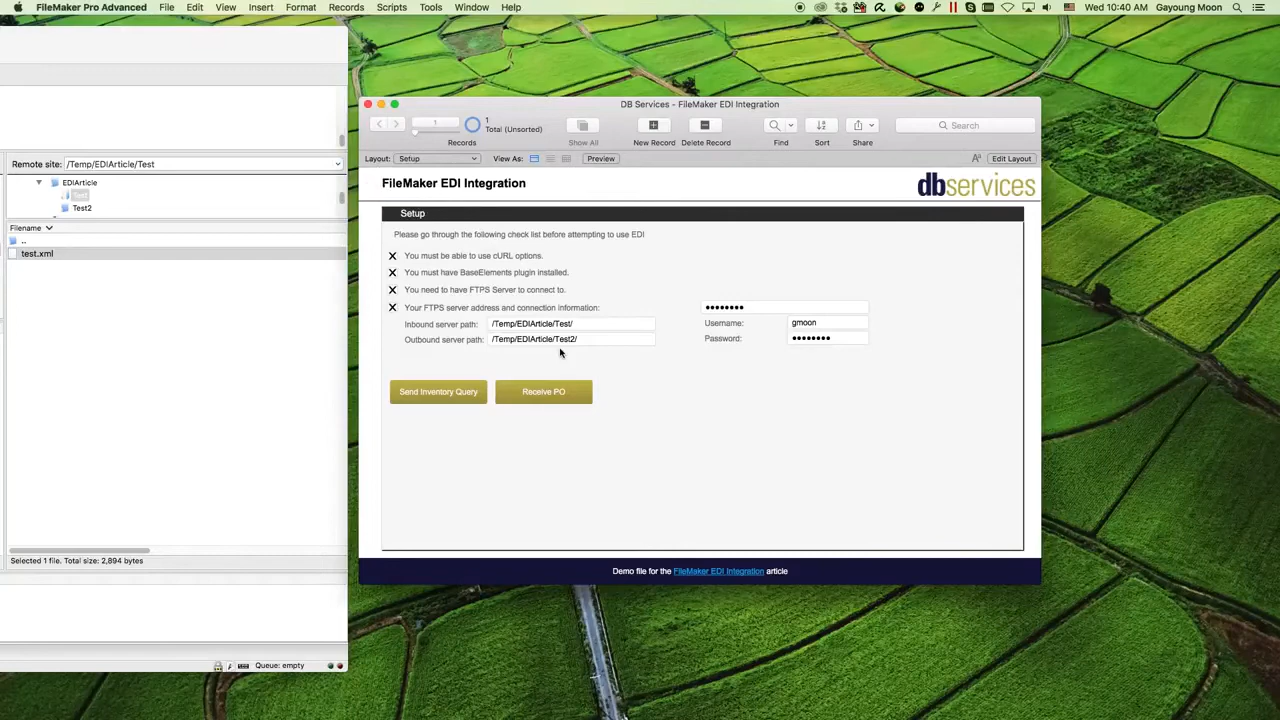 FileMaker Pro Advanced File Edit View Insert Format Records Scripts Tools Window Help Wed 10:40 AM Gayoung Moon
DB Services - FileMaker EDI Integration
1
1
Total (Unsorted)
Search
Records Show All New Record Delete Record Find Sort Share
Layout: Setup View As: Preview Edit Layout
Remote site: /Temp/EDIArticle/Test
EDIArticle
Test2
Filename
..
test.xml
Selected 1 file. Total size: 2,894 bytes
Queue: empty
FileMaker EDI Integration
dbservices
Setup
Please go through the following check list before attempting to use EDI
X You must be able to use cURL options.
X You must have BaseElements plugin installed.
X You need to have FTPS Server to connect to.
X Your FTPS server address and connection information: ••••••••
Inbound server path: /Temp/EDIArticle/Test/ Username: gmoon
Outbound server path: /Temp/EDIArticle/Test2/ Password: ••••••••
Send Inventory Query Receive PO
Demo file for the FileMaker EDI Integration article